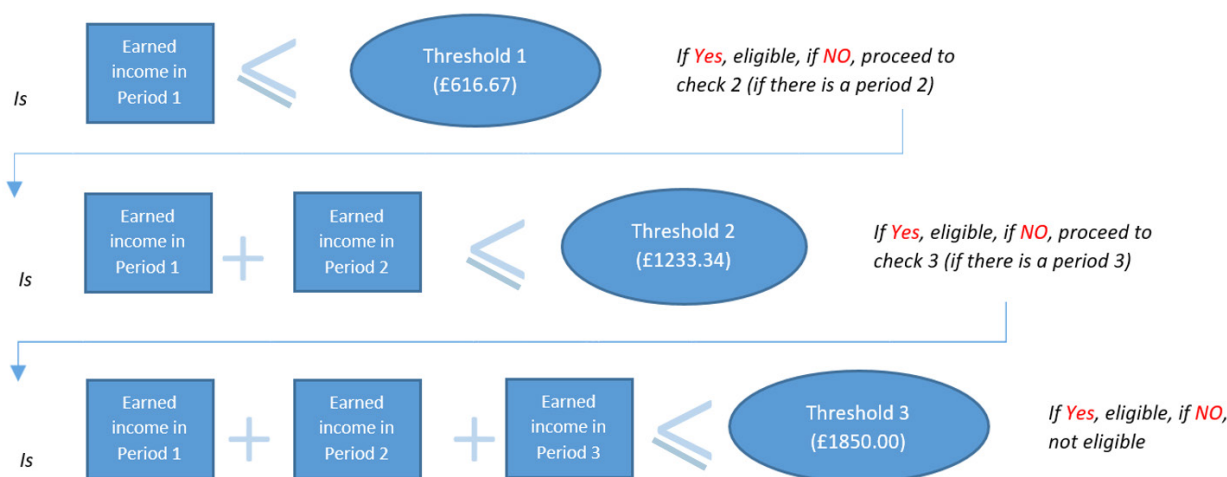 Is
Earned
income in
Period 1
≤
Threshold 1
(£616.67)
If Yes, eligible, if NO, proceed to
check 2 (if there is a period 2)
Is
Earned
income in
Period 1
+
Earned
income in
Period 2
≤
Threshold 2
(£1233.34)
If Yes, eligible, if NO, proceed to
check 3 (if there is a period 3)
Is
Earned
income in
Period 1
+
Earned
income in
Period 2
+
Earned
income in
Period 3
≤
Threshold 3
(£1850.00)
If Yes, eligible, if NO,
not eligible